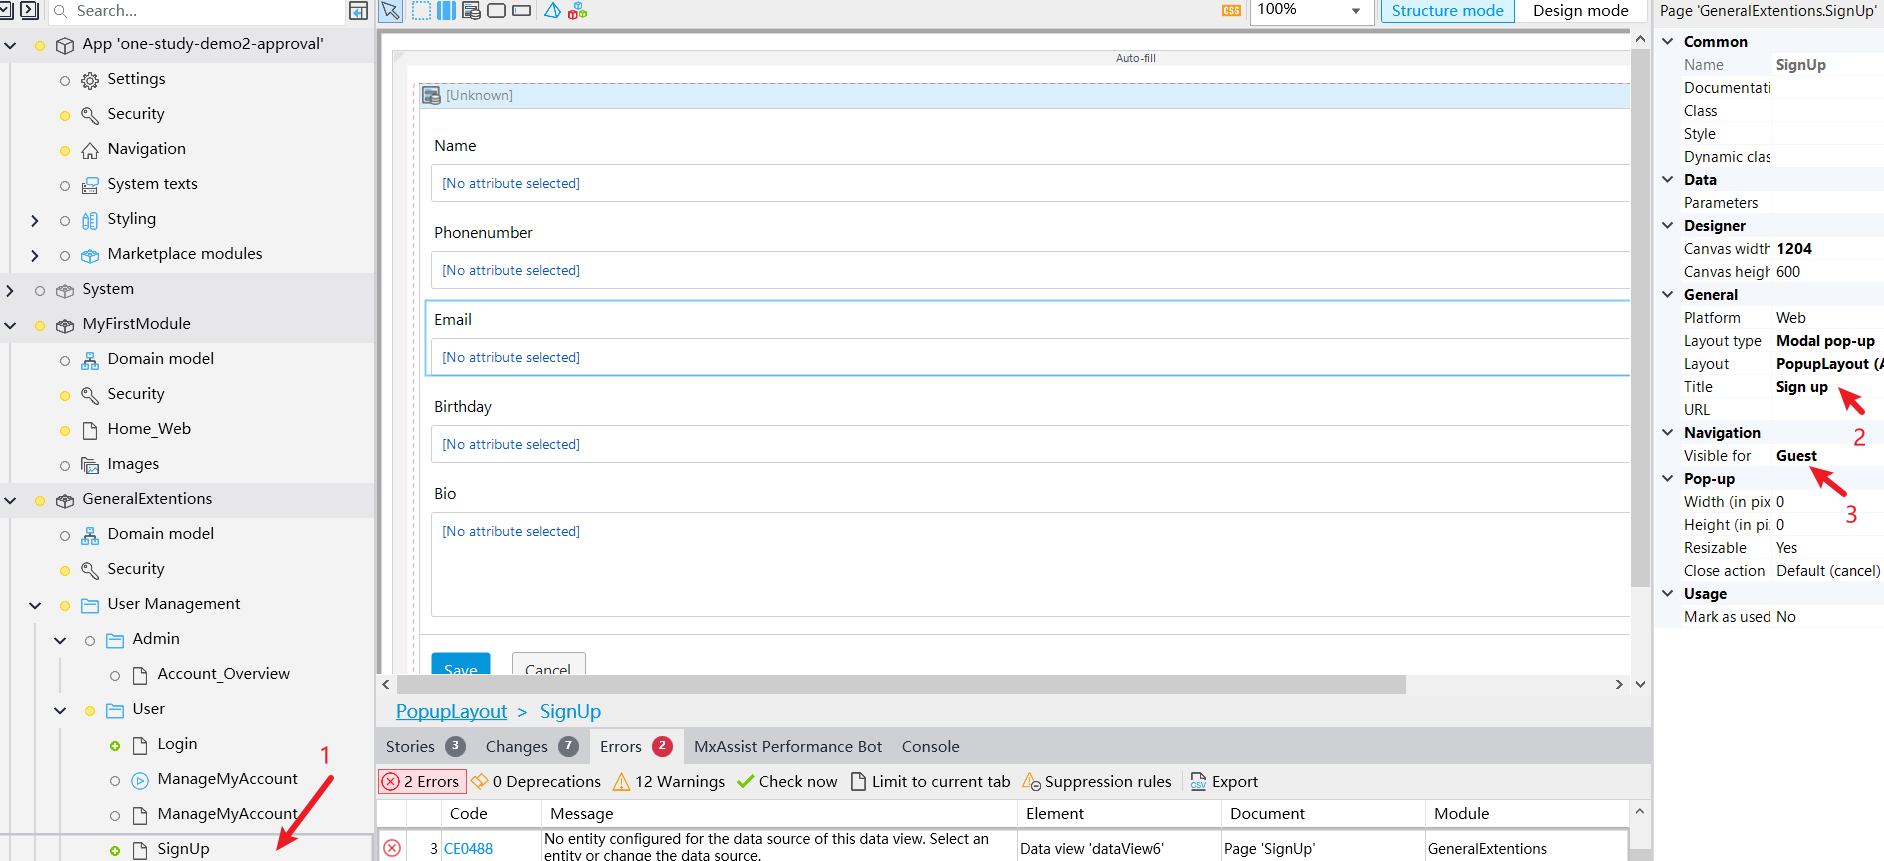 Search...
100%
Structure mode
Design mode
Page 'GeneralExtentions.SignUp'
App 'one-study-demo2-approval'
Settings
Security
Navigation
System texts
Styling
Marketplace modules
System
MyFirstModule
Domain model
Security
Home_Web
Images
GeneralExtentions
Domain model
Security
User Management
Admin
Account_Overview
User
Login
ManageMyAccount
ManageMyAccount
SignUp
1
Auto-fill
[Unknown]
Name
[No attribute selected]
Phonenumber
[No attribute selected]
Email
[No attribute selected]
Birthday
[No attribute selected]
Bio
[No attribute selected]
Save
Cancel
PopupLayout > SignUp
Stories 3
Changes 7
Errors 2
MxAssist Performance Bot
Console
2 Errors
0 Deprecations
12 Warnings
Check now
Limit to current tab
Suppression rules
CSV
Export
Code
Message
Element
Document
Module
3
CE0488
No entity configured for the data source of this data view. Select an
entity or change the data source.
Data view 'dataView6'
Page 'SignUp'
GeneralExtentions
CSS
Common
Name SignUp
Documentati
Class
Style
Dynamic clas
Data
Parameters
Designer
Canvas width 1204
Canvas heigh 600
General
Platform Web
Layout type Modal pop-up
Layout PopupLayout (A
Title Sign up
URL
2
Navigation
Visible for Guest
Pop-up
Width (in pix 0
3
Height (in pi 0
Resizable Yes
Close action Default (cancel)
Usage
Mark as used No